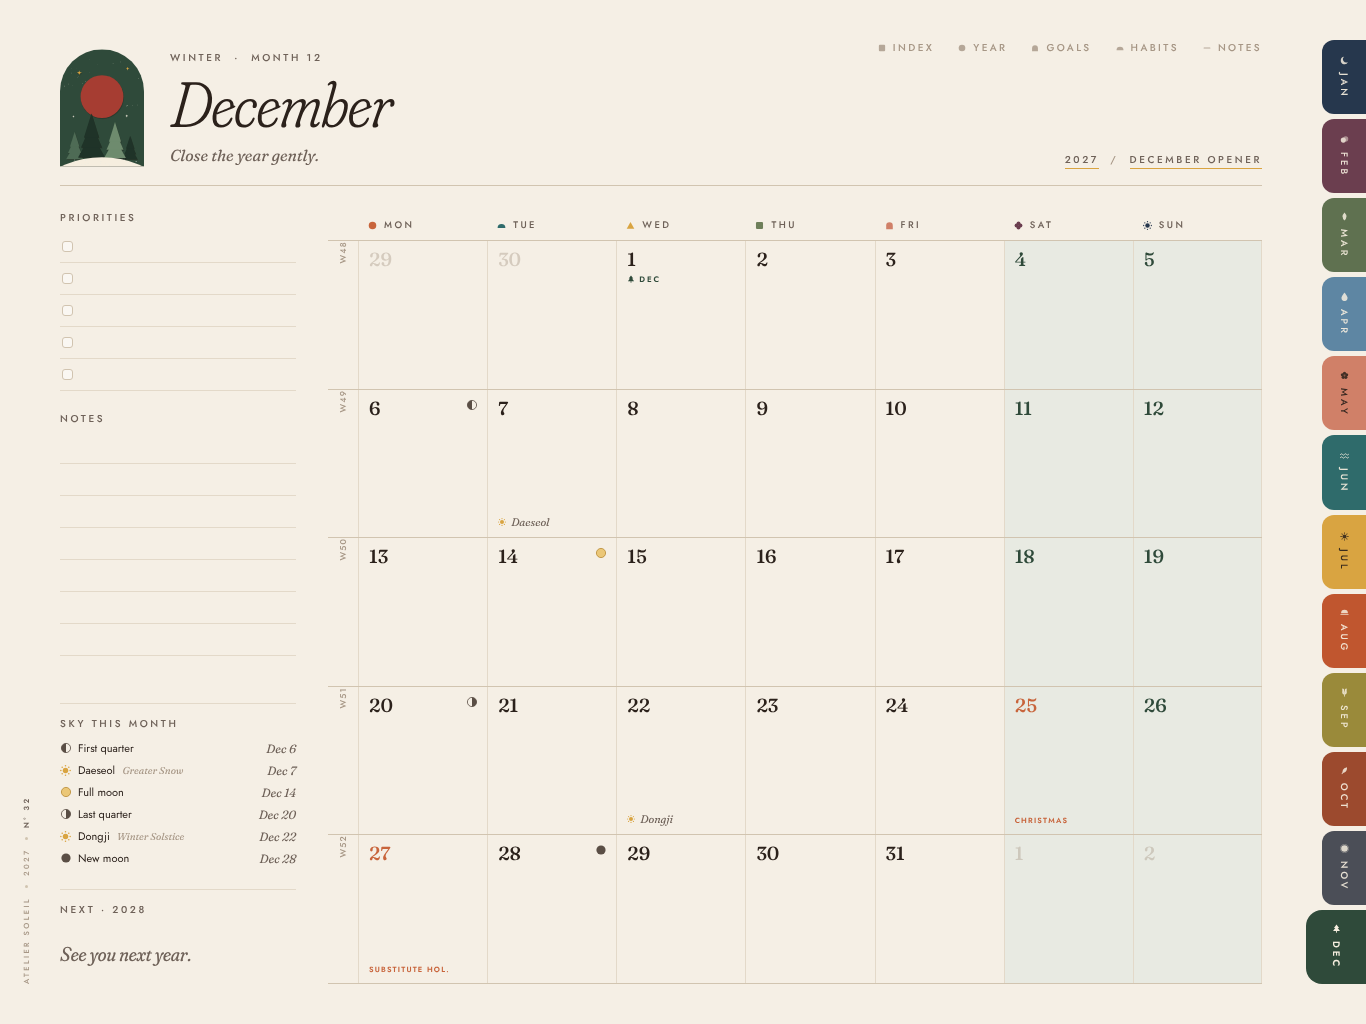 WINTER · MONTH 12
December
Close the year gently.
INDEX YEAR GOALS HABITS NOTES
2027 / DECEMBER OPENER
PRIORITIES
NOTES
SKY THIS MONTH
First quarter Dec 6
Daeseol Greater Snow Dec 7
Full moon Dec 14
Last quarter Dec 20
Dongji Winter Solstice Dec 22
New moon Dec 28
NEXT · 2028
See you next year.
ATELIER SOLEIL ∘ 2027 ∘ N° 32
MON TUE WED THU FRI SAT SUN
W48
29 30 1 2 3 4 5
DEC
W49
6 7 8 9 10 11 12
Daeseol
W50
13 14 15 16 17 18 19
W51
20 21 22 23 24 25 26
Dongji CHRISTMAS
W52
27 28 29 30 31 1 2
SUBSTITUTE HOL.
JAN
FEB
MAR
APR
MAY
JUN
JUL
AUG
SEP
OCT
NOV
DEC